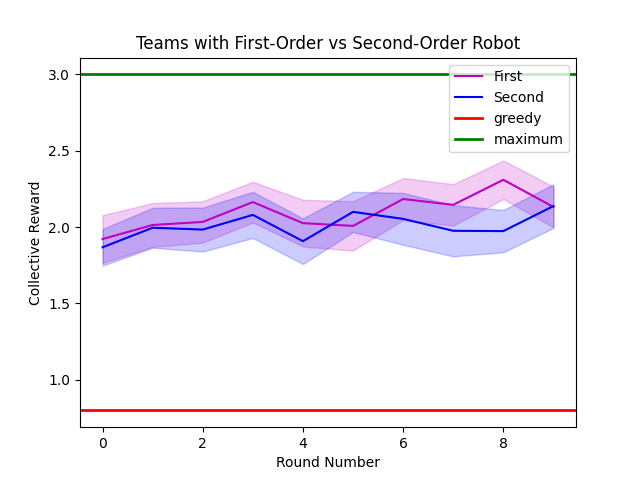 Teams with First-Order vs Second-Order Robot
3.0
2.5
2.0
1.5
1.0
Collective Reward
First
Second
greedy
maximum
0
2
4
6
8
Round Number